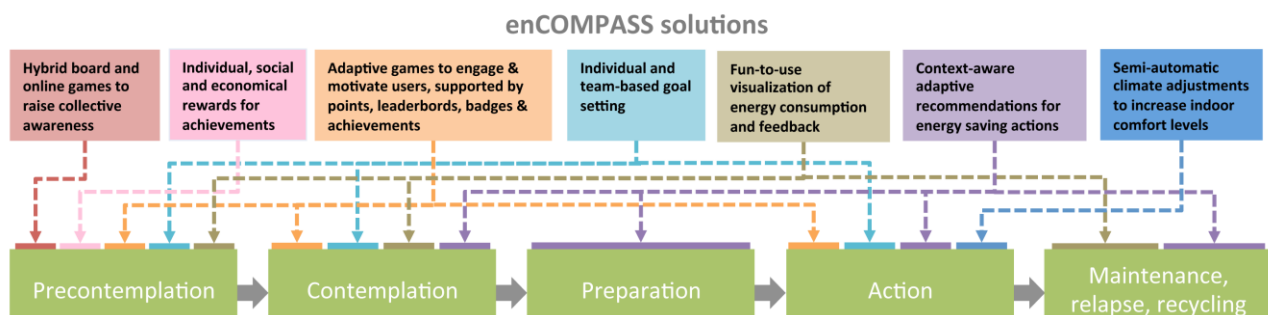 enCOMPASS solutions
Hybrid board and
online games to
raise collective
awareness
Individual, social
and economical
rewards for
achievements
Adaptive games to engage &
motivate users, supported by
points, leaderbords, badges &
achievements
Individual and
team-based goal
setting
Fun-to-use
visualization of
energy consumption
and feedback
Context-aware
adaptive
recommendations for
energy saving actions
Semi-automatic
climate adjustments
to increase indoor
comfort levels
Precontemplation
Contemplation
Preparation
Action
Maintenance,
relapse, recycling